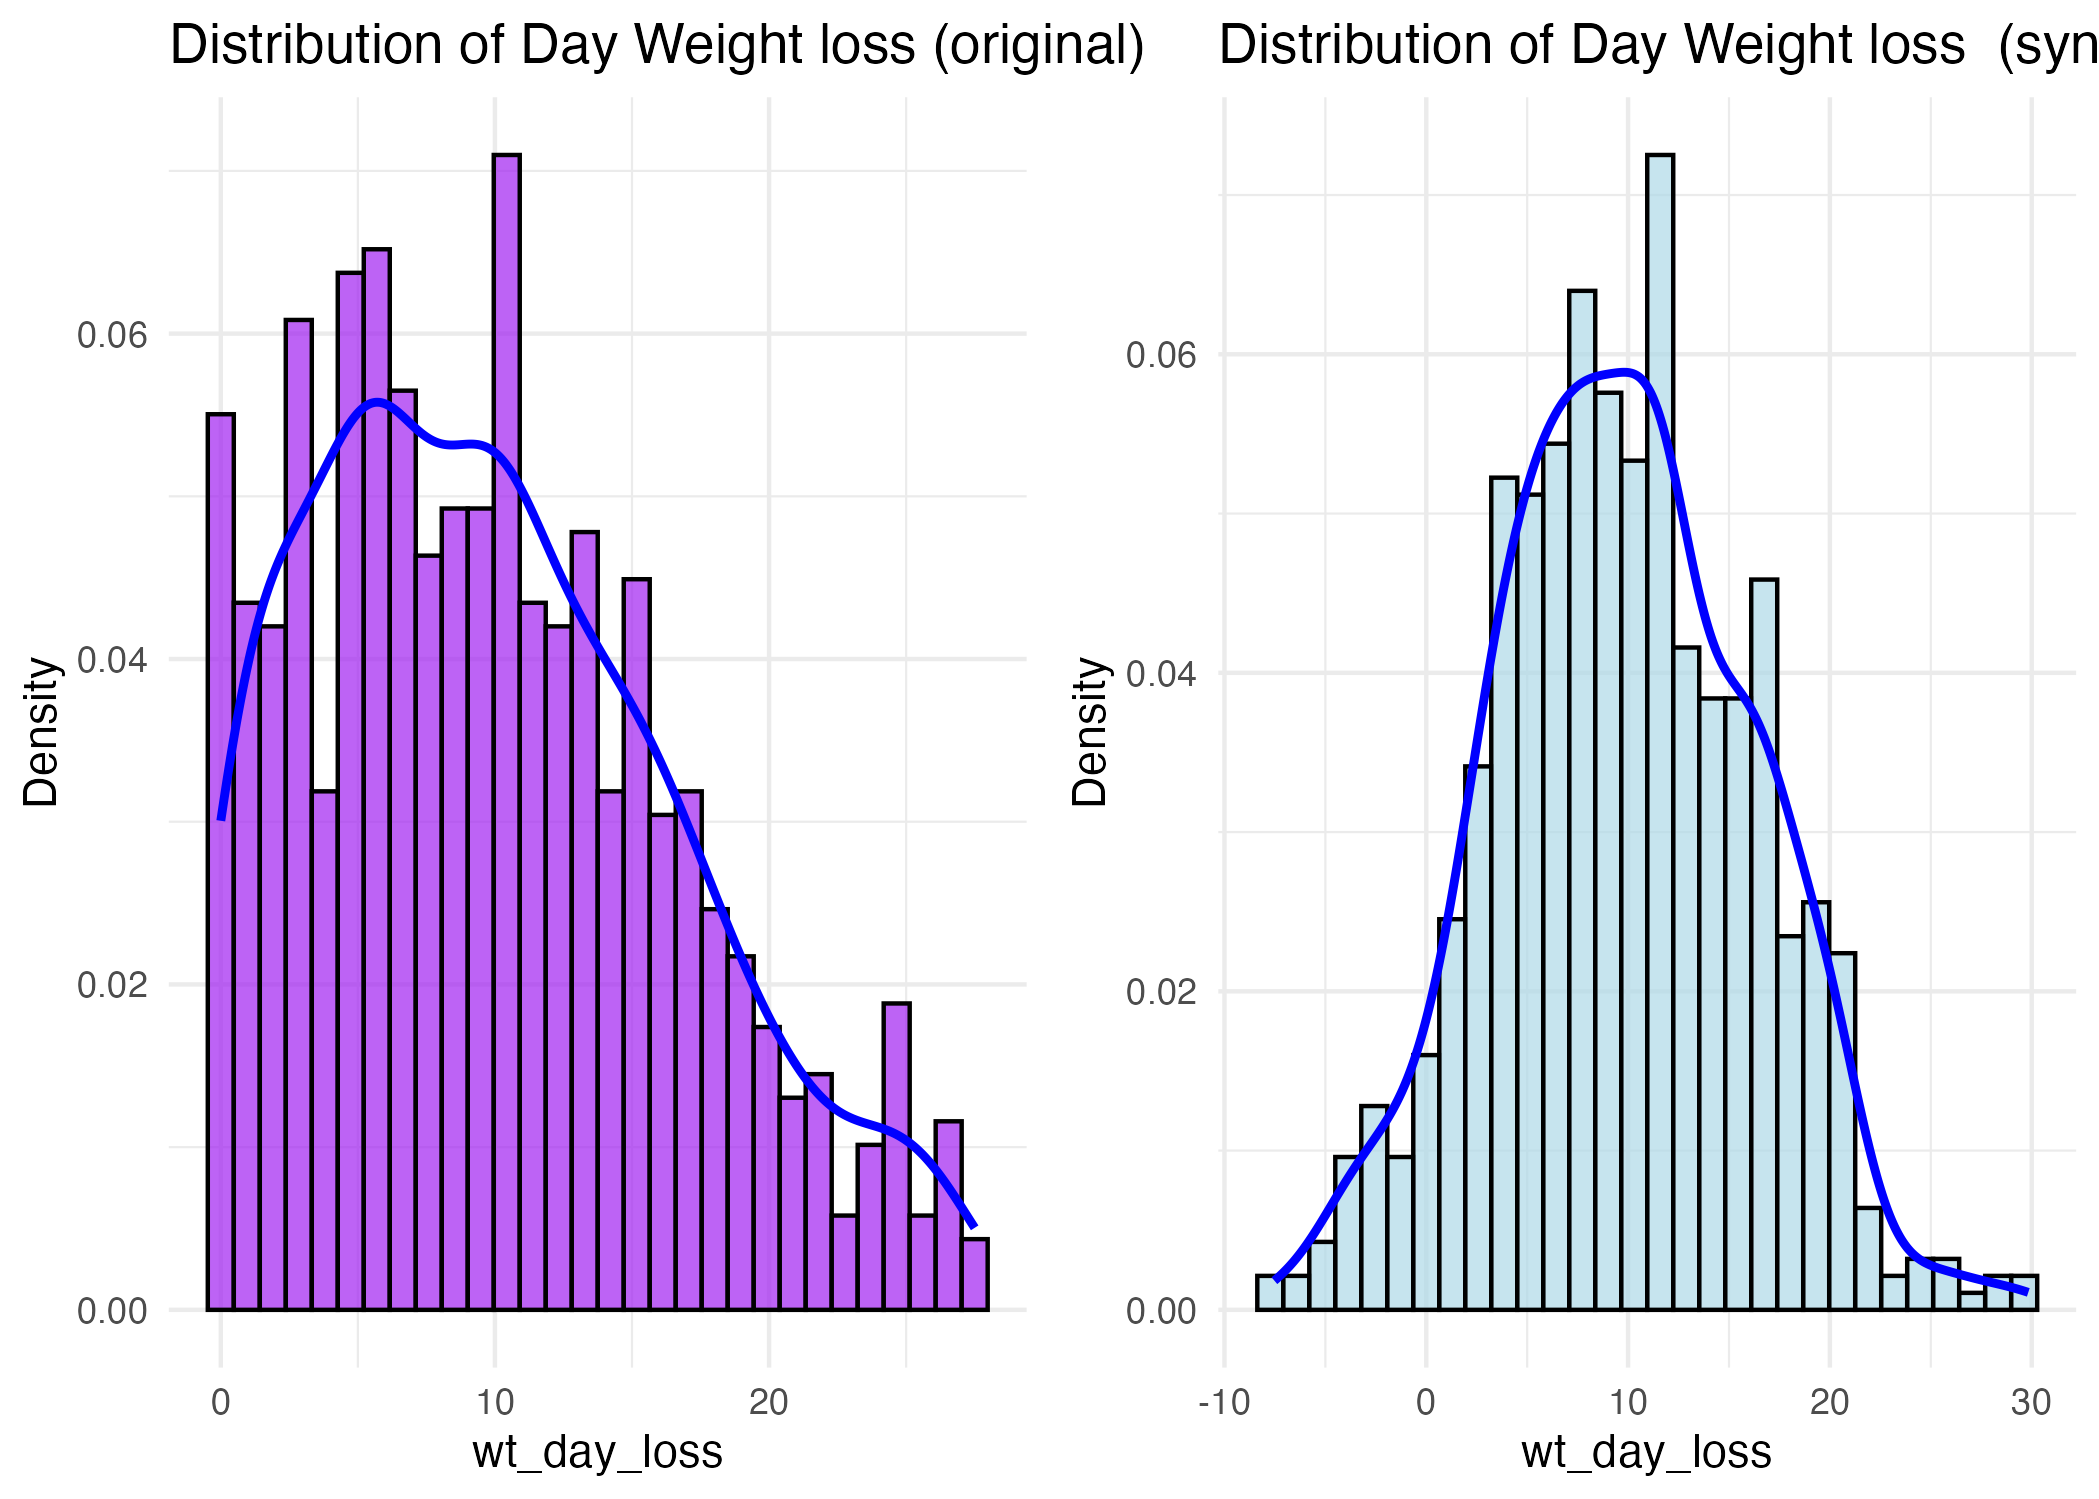 Distribution of Day Weight loss (original)
Density
0.06
0.04
0.02
0.00
0 10 20
wt_day_loss
Distribution of Day Weight loss  (syn
Density
0.06
0.04
0.02
0.00
-10 0 10 20 30
wt_day_loss